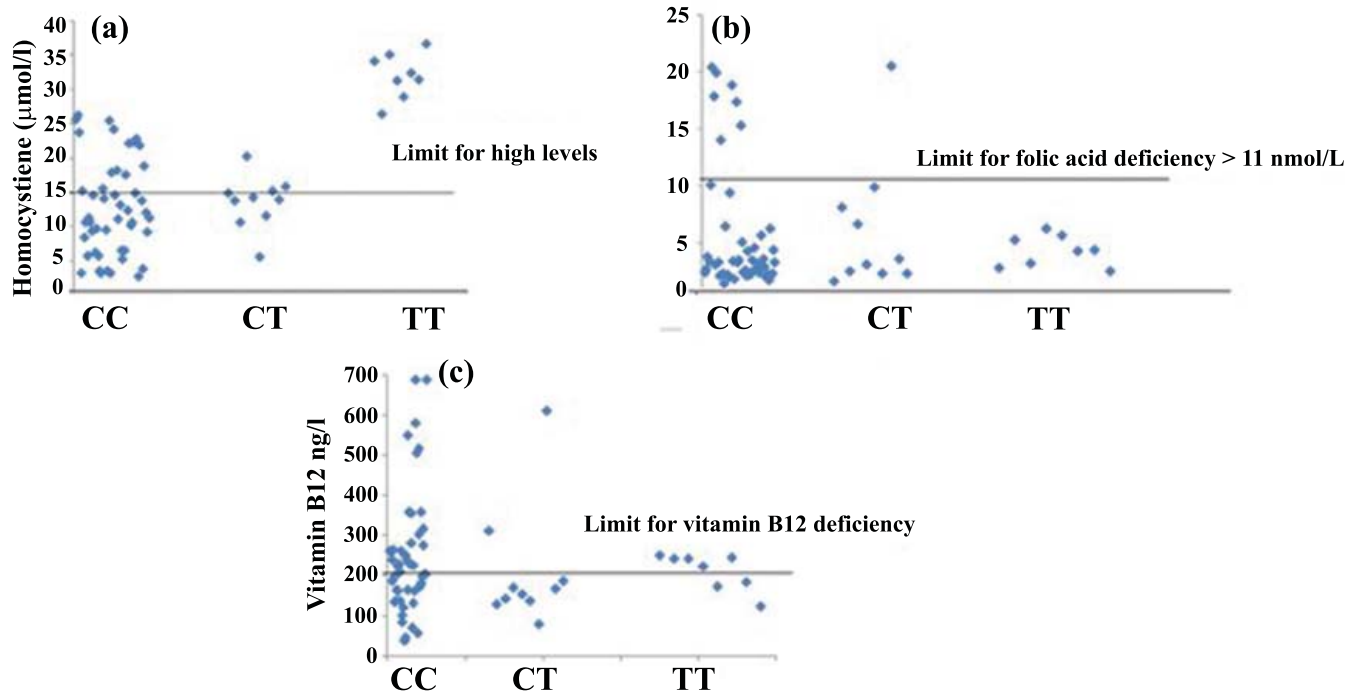 (a)
Homocystiene (μmol/l)
40
35
30
25
20
15
10
5
0
Limit for high levels
CC CT TT
(b)
25
20
15
10
5
0
Limit for folic acid deficiency > 11 nmol/L
CC CT TT
(c)
Vitamin B12 ng/l
700
600
500
400
300
200
100
0
Limit for vitamin B12 deficiency
CC CT TT